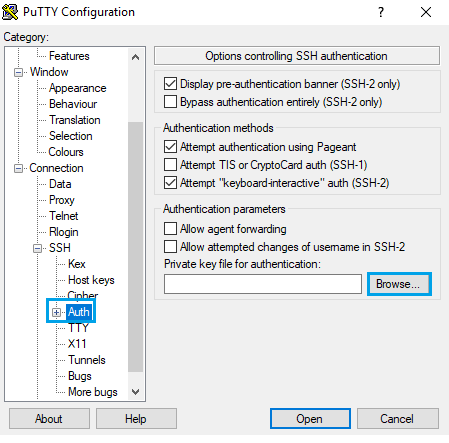 PuTTY Configuration
Category:
Features
Window
Appearance
Behaviour
Translation
Selection
Colours
Connection
Data
Proxy
Telnet
Rlogin
SSH
Kex
Host keys
Cipher
Auth
TTY
X11
Tunnels
Bugs
More bugs
Options controlling SSH authentication
Display pre-authentication banner (SSH-2 only)
Bypass authentication entirely (SSH-2 only)
Authentication methods
Attempt authentication using Pageant
Attempt TIS or CryptoCard auth (SSH-1)
Attempt "keyboard-interactive" auth (SSH-2)
Authentication parameters
Allow agent forwarding
Allow attempted changes of username in SSH-2
Private key file for authentication:
Browse...
About
Help
Open
Cancel